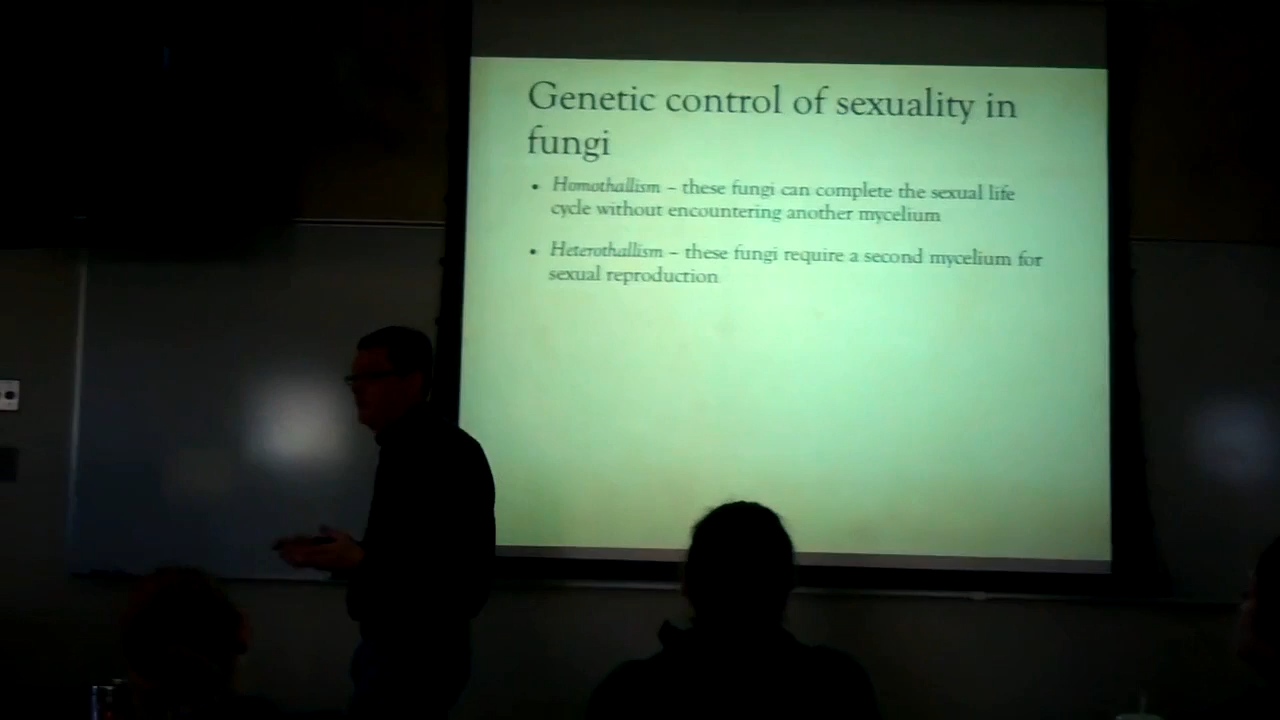 Genetic control of sexuality in
fungi
• Homothallism – these fungi can complete the sexual life
cycle without encountering another mycelium
• Heterothallism – these fungi require a second mycelium for
sexual reproduction